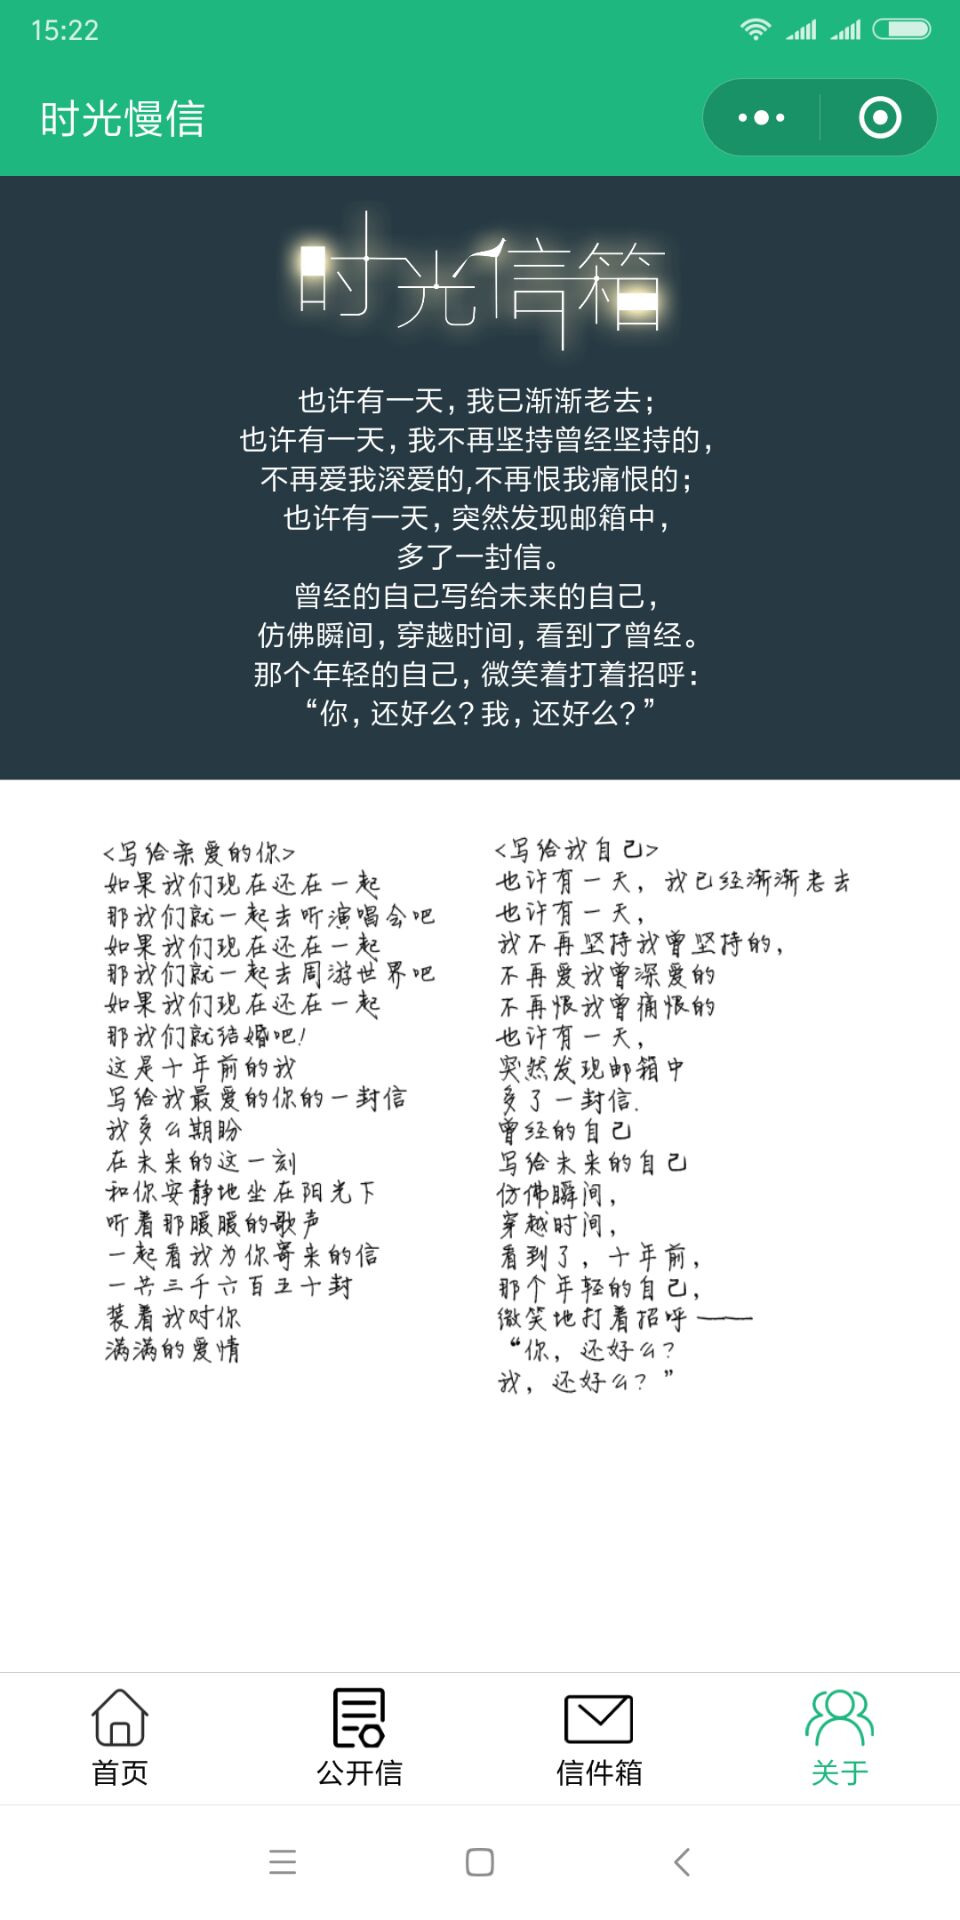 15:22
时光慢信
时光信箱
也许有一天，我已渐渐老去；
也许有一天，我不再坚持曾经坚持的，
不再爱我深爱的,不再恨我痛恨的；
也许有一天，突然发现邮箱中，
多了一封信。
曾经的自己写给未来的自己，
仿佛瞬间，穿越时间，看到了曾经。
那个年轻的自己，微笑着打着招呼：
“你，还好么？我，还好么？”
<写给亲爱的你>
如果我们现在还在一起
那我们就一起去听演唱会吧
如果我们现在还在一起
那我们就一起去周游世界吧
如果我们现在还在一起
那我们就结婚吧！
这是十年前的我
写给我最爱的你的一封信
我多么期盼
在未来的这一刻
和你安静地坐在阳光下
听着那暖暖的歌声
一起看我为你寄来的信
一共三千六百五十封
装着我对你
满满的爱情
<写给我自己>
也许有一天，我已经渐渐老去
也许有一天，
我不再坚持我曾坚持的，
不再爱我曾深爱的
不再恨我曾痛恨的
也许有一天，
突然发现邮箱中
多了一封信.
曾经的自己
写给未来的自己
仿佛瞬间，
穿越时间，
看到了，十年前，
那个年轻的自己，
微笑地打着招呼——
“你，还好么？
我，还好么？”
首页
公开信
信件箱
关于